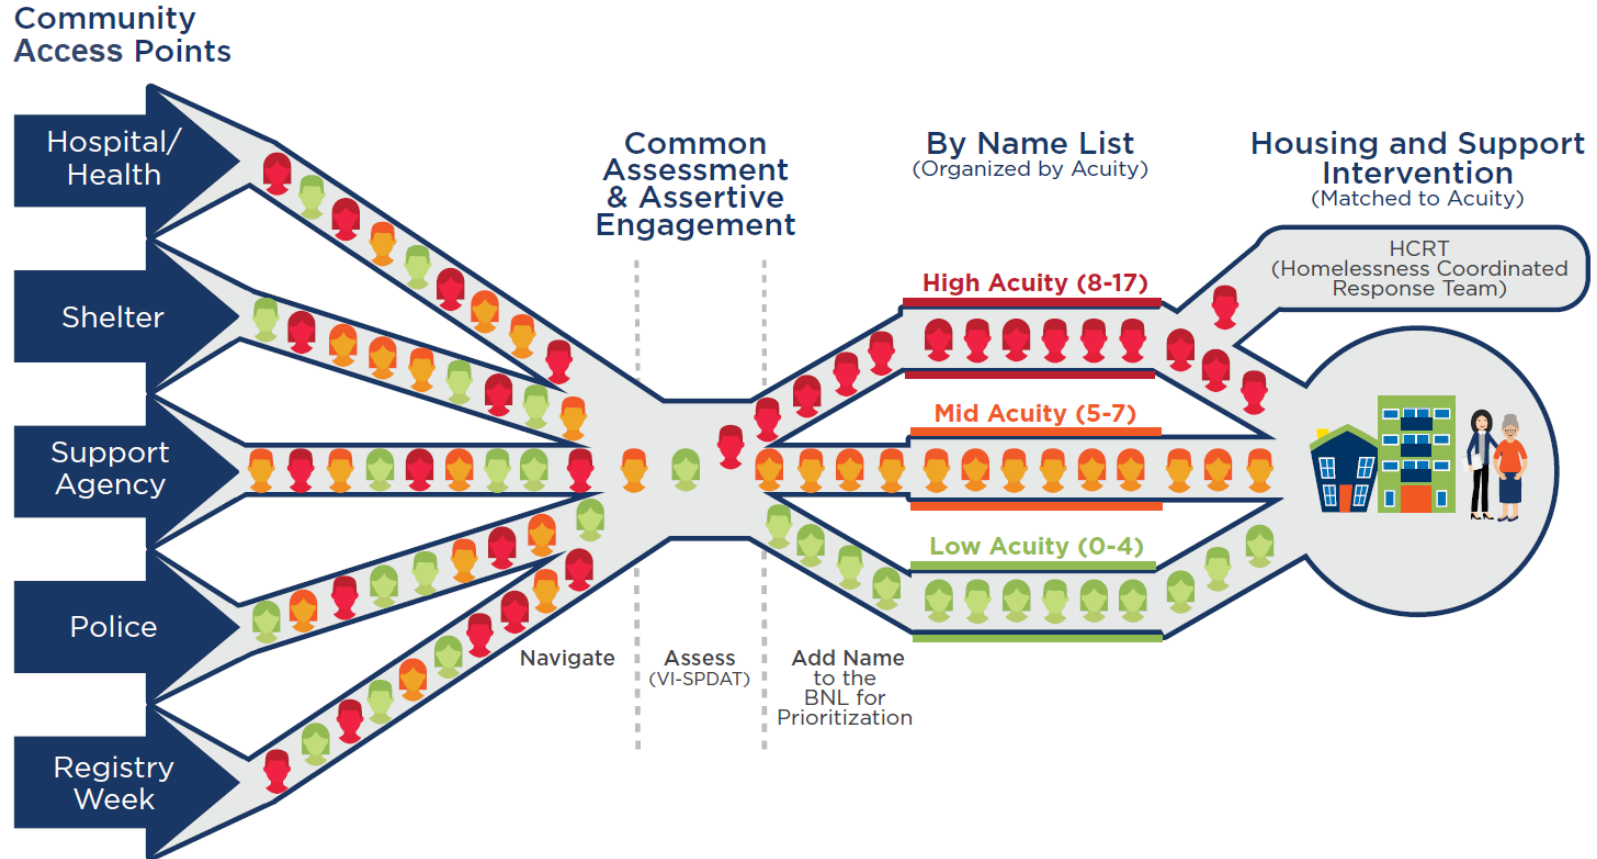 Community
Access Points
Hospital/
Health
Shelter
Support
Agency
Police
Registry
Week
Common
Assessment
& Assertive
Engagement
Navigate
Assess
(VI-SPDAT)
Add Name
to the
BNL for
Prioritization
By Name List
(Organized by Acuity)
High Acuity (8-17)
Mid Acuity (5-7)
Low Acuity (0-4)
Housing and Support
Intervention
(Matched to Acuity)
HCRT
(Homelessness Coordinated
Response Team)